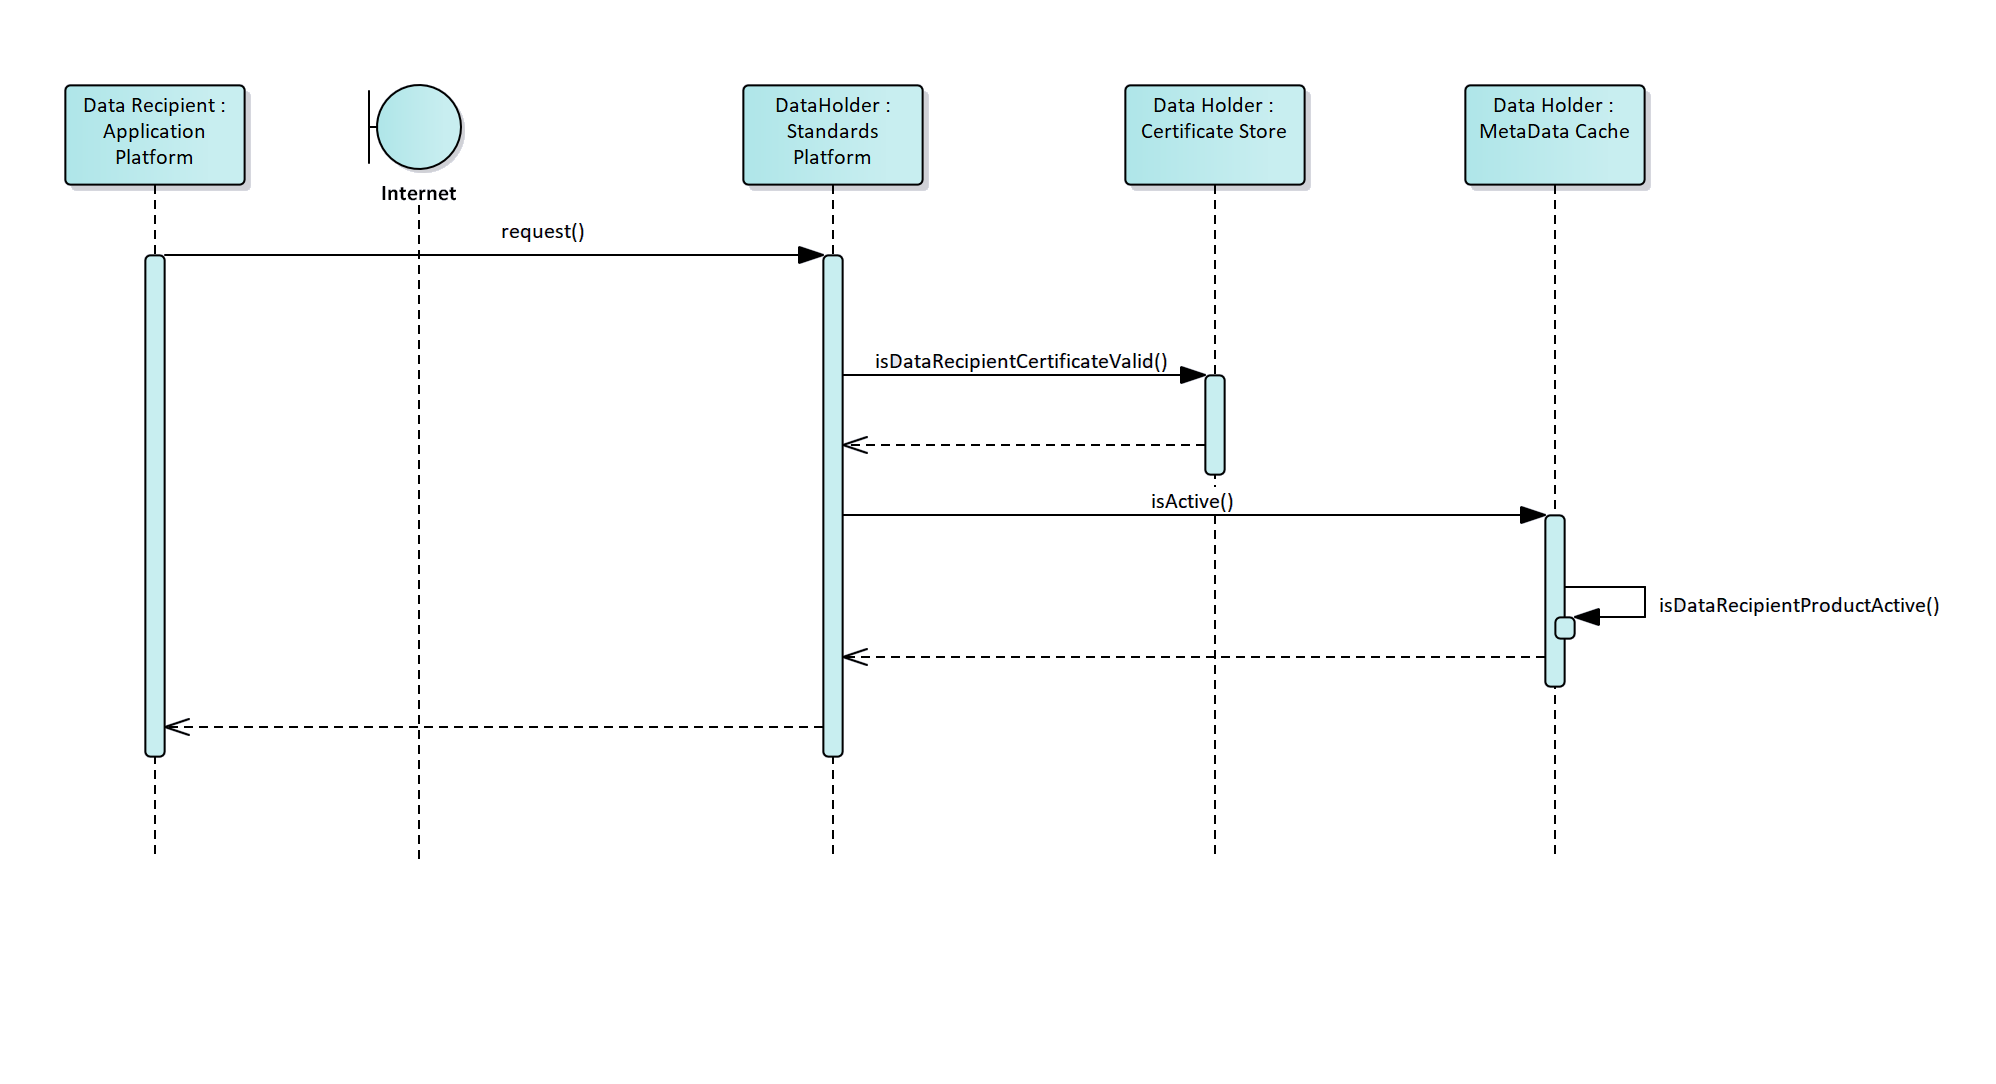 Data Recipient :
Application
Platform
Internet
DataHolder :
Standards
Platform
Data Holder :
Certificate Store
Data Holder :
MetaData Cache
request()
isDataRecipientCertificateValid()
isActive()
isDataRecipientProductActive()